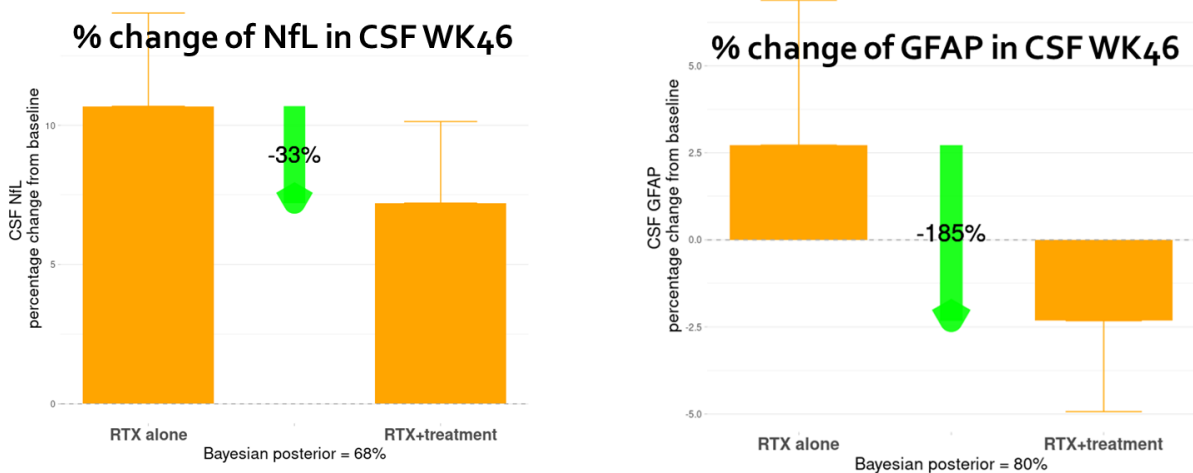 % change of NfL in CSF WK46
CSF NfL
percentage change from baseline
10
5
0
-33%
RTX alone
RTX+treatment
Bayesian posterior = 68%
% change of GFAP in CSF WK46
CSF GFAP
percentage change from baseline
5.0
2.5
0.0
-2.5
-5.0
-185%
RTX alone
RTX+treatment
Bayesian posterior = 80%